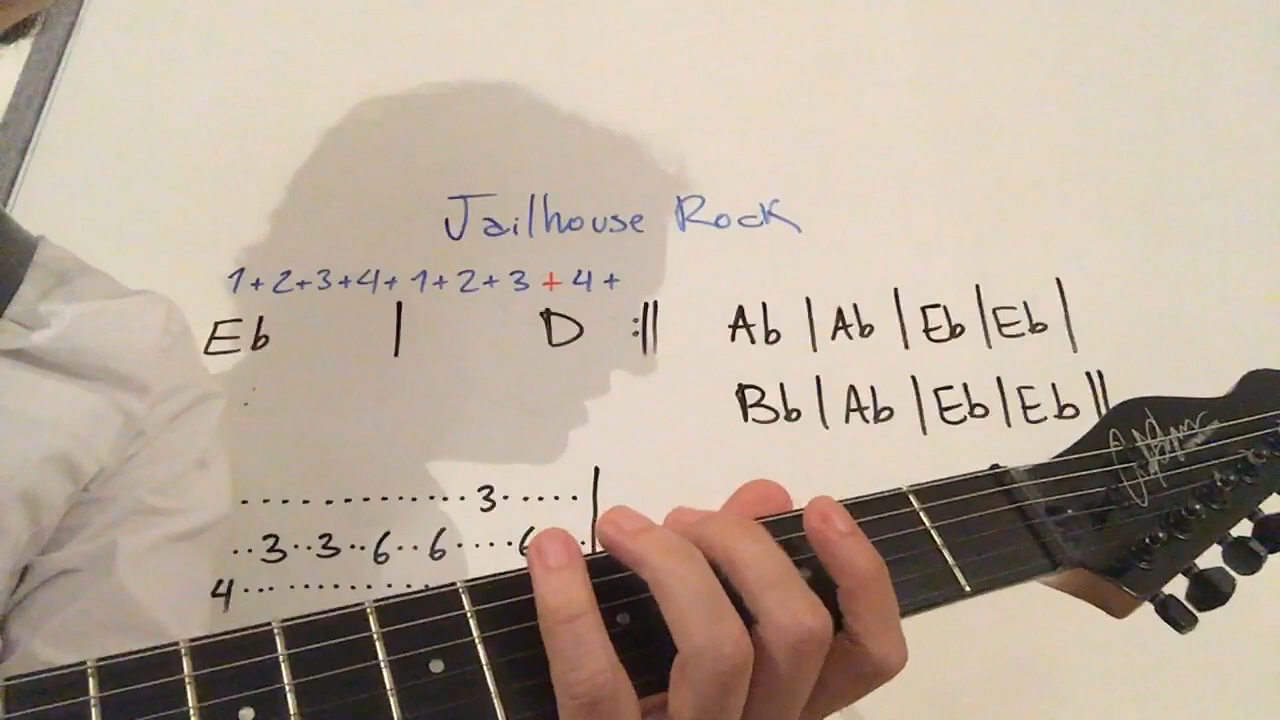 Jailhouse Rock
1+2+3+4+ 1+2+3 + 4 +
Eb | D :||
Ab | Ab | Eb | Eb |
Bb | Ab | Eb | Eb ||
-------------3-----|
--3--3--6--6----6
4---------